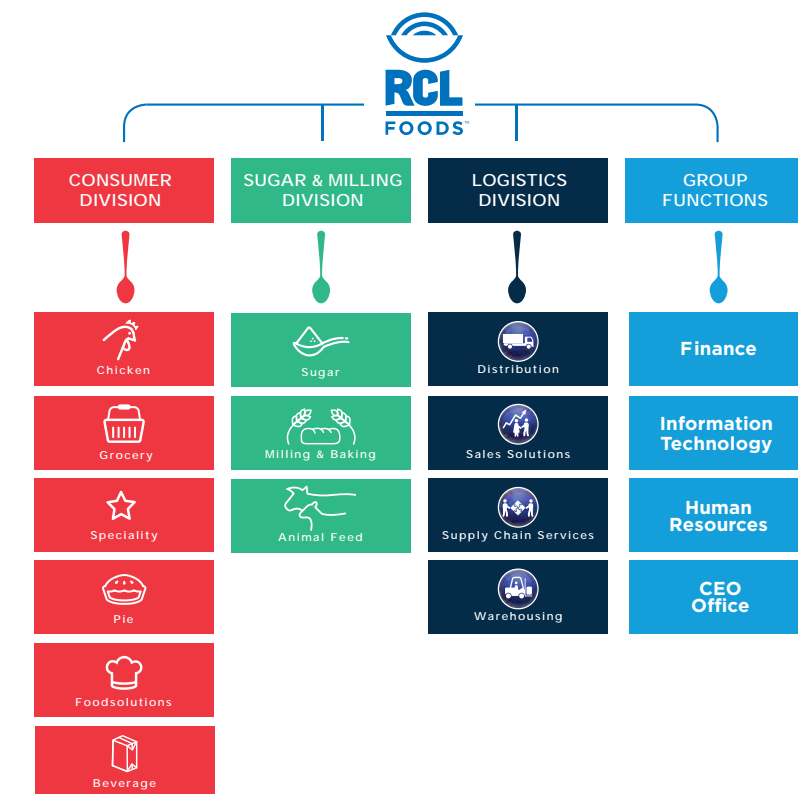 RCL
FOODS™
CONSUMER
DIVISION
SUGAR & MILLING
DIVISION
LOGISTICS
DIVISION
GROUP
FUNCTIONS
Chicken
Grocery
Speciality
Pie
Foodsolutions
Beverage
Sugar
Milling & Baking
Animal Feed
Distribution
Sales Solutions
Supply Chain Services
Warehousing
Finance
Information
Technology
Human
Resources
CEO
Office